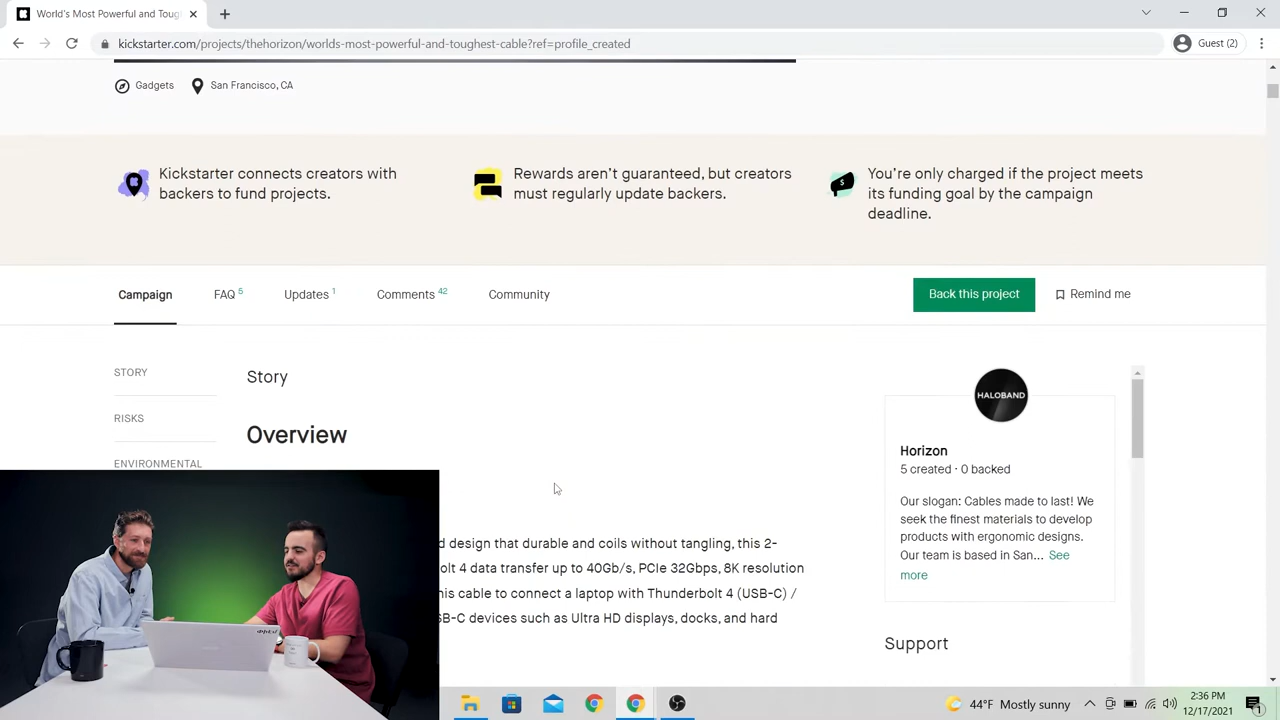 World's Most Powerful and Toug
kickstarter.com/projects/thehorizon/worlds-most-powerful-and-toughest-cable?ref=profile_created
Guest (2)
Gadgets
San Francisco, CA
Kickstarter connects creators with
backers to fund projects.
Rewards aren't guaranteed, but creators
must regularly update backers.
You're only charged if the project meets
its funding goal by the campaign
deadline.
Campaign
FAQ 5
Updates 1
Comments 42
Community
Back this project
Remind me
STORY
RISKS
ENVIRONMENTAL
Story
Overview
d design that durable and coils without tangling, this 2-
olt 4 data transfer up to 40Gb/s, PCIe 32Gbps, 8K resolution
his cable to connect a laptop with Thunderbolt 4 (USB-C) /
SB-C devices such as Ultra HD displays, docks, and hard
HALOBAND
Horizon
5 created · 0 backed
Our slogan: Cables made to last! We
seek the finest materials to develop
products with ergonomic designs.
Our team is based in San... See
more
Support
44°F Mostly sunny
2:36 PM
12/17/2021
1